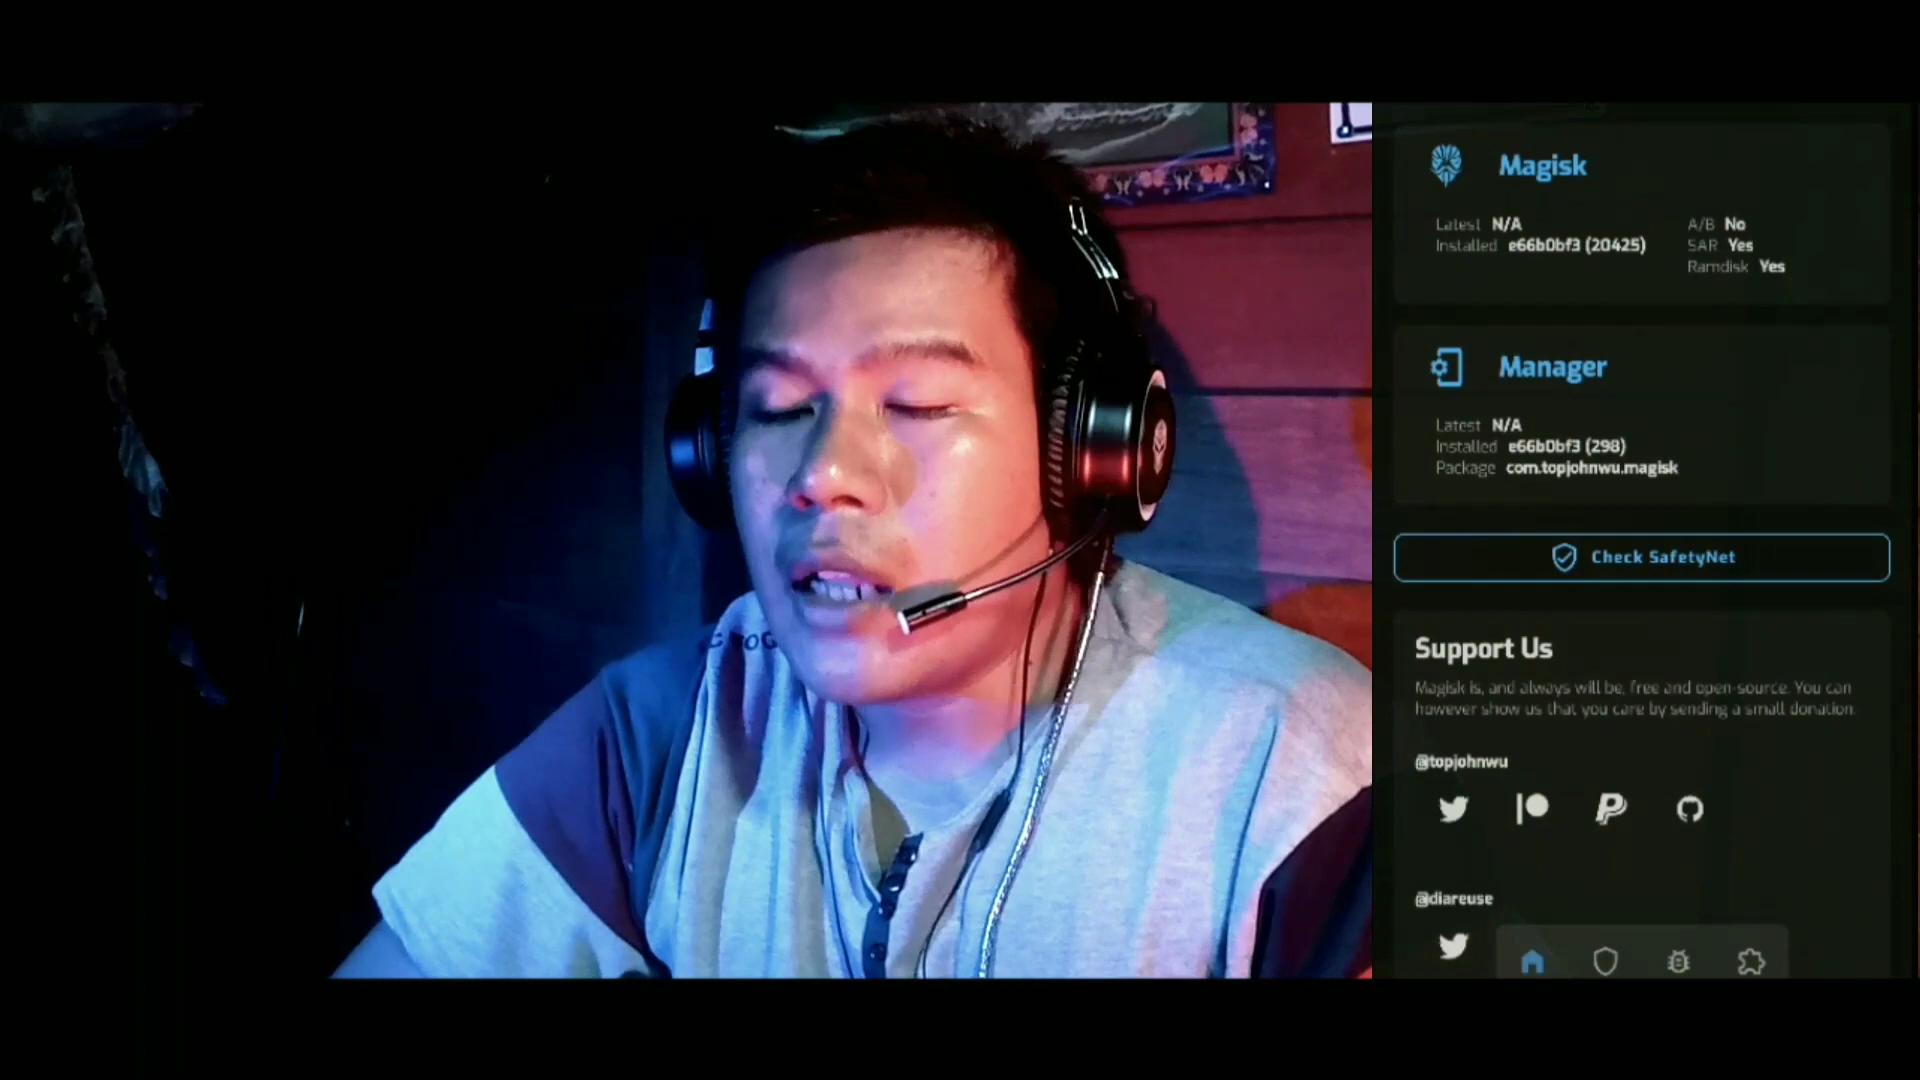 Magisk
Latest N/A
Installed e66b0bf3 (20425)
A/B No
SAR Yes
Ramdisk Yes
Manager
Latest N/A
Installed e66b0bf3 (298)
Package com.topjohnwu.magisk
Check SafetyNet
Support Us
Magisk is, and always will be, free and open-source. You can
however show us that you care by sending a small donation.
@topjohnwu
@diareuse